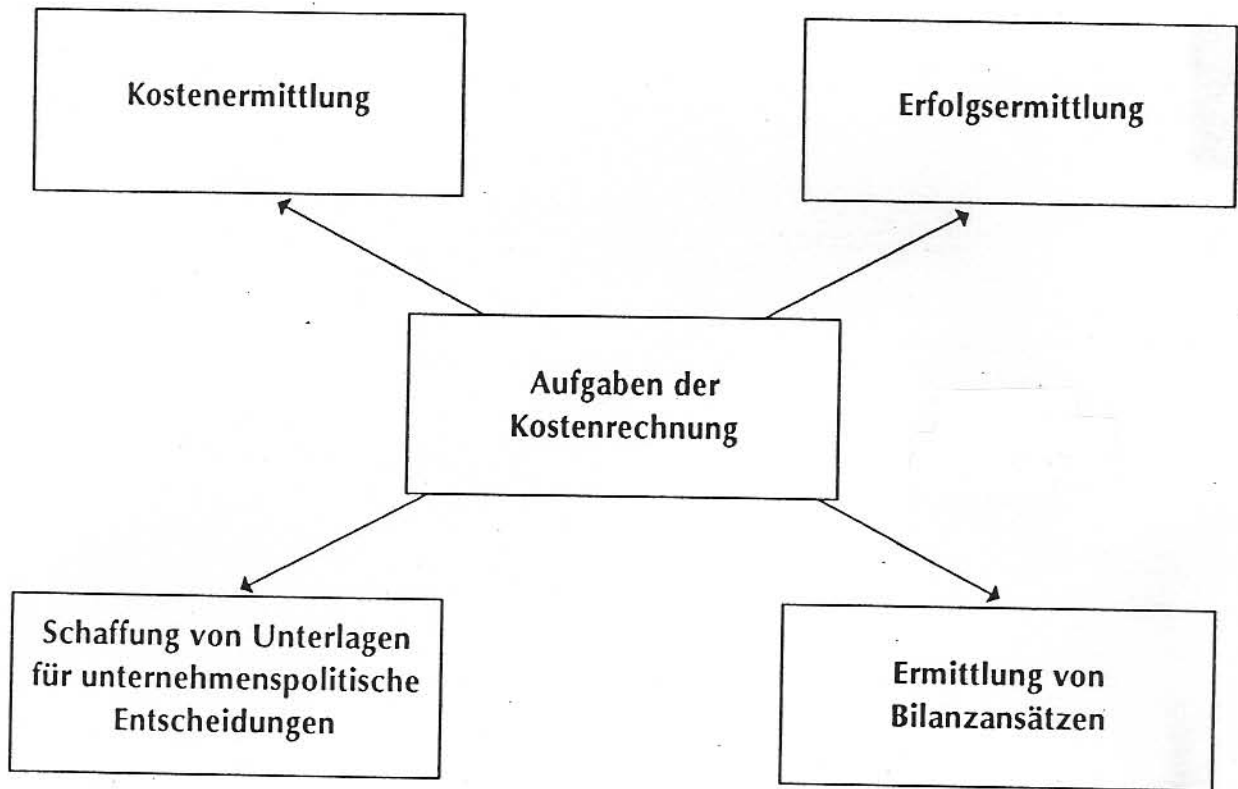 Kostenermittlung
Erfolgsermittlung
Aufgaben der
Kostenrechnung
Schaffung von Unterlagen
für unternehmenspolitische
Entscheidungen
Ermittlung von
Bilanzansätzen